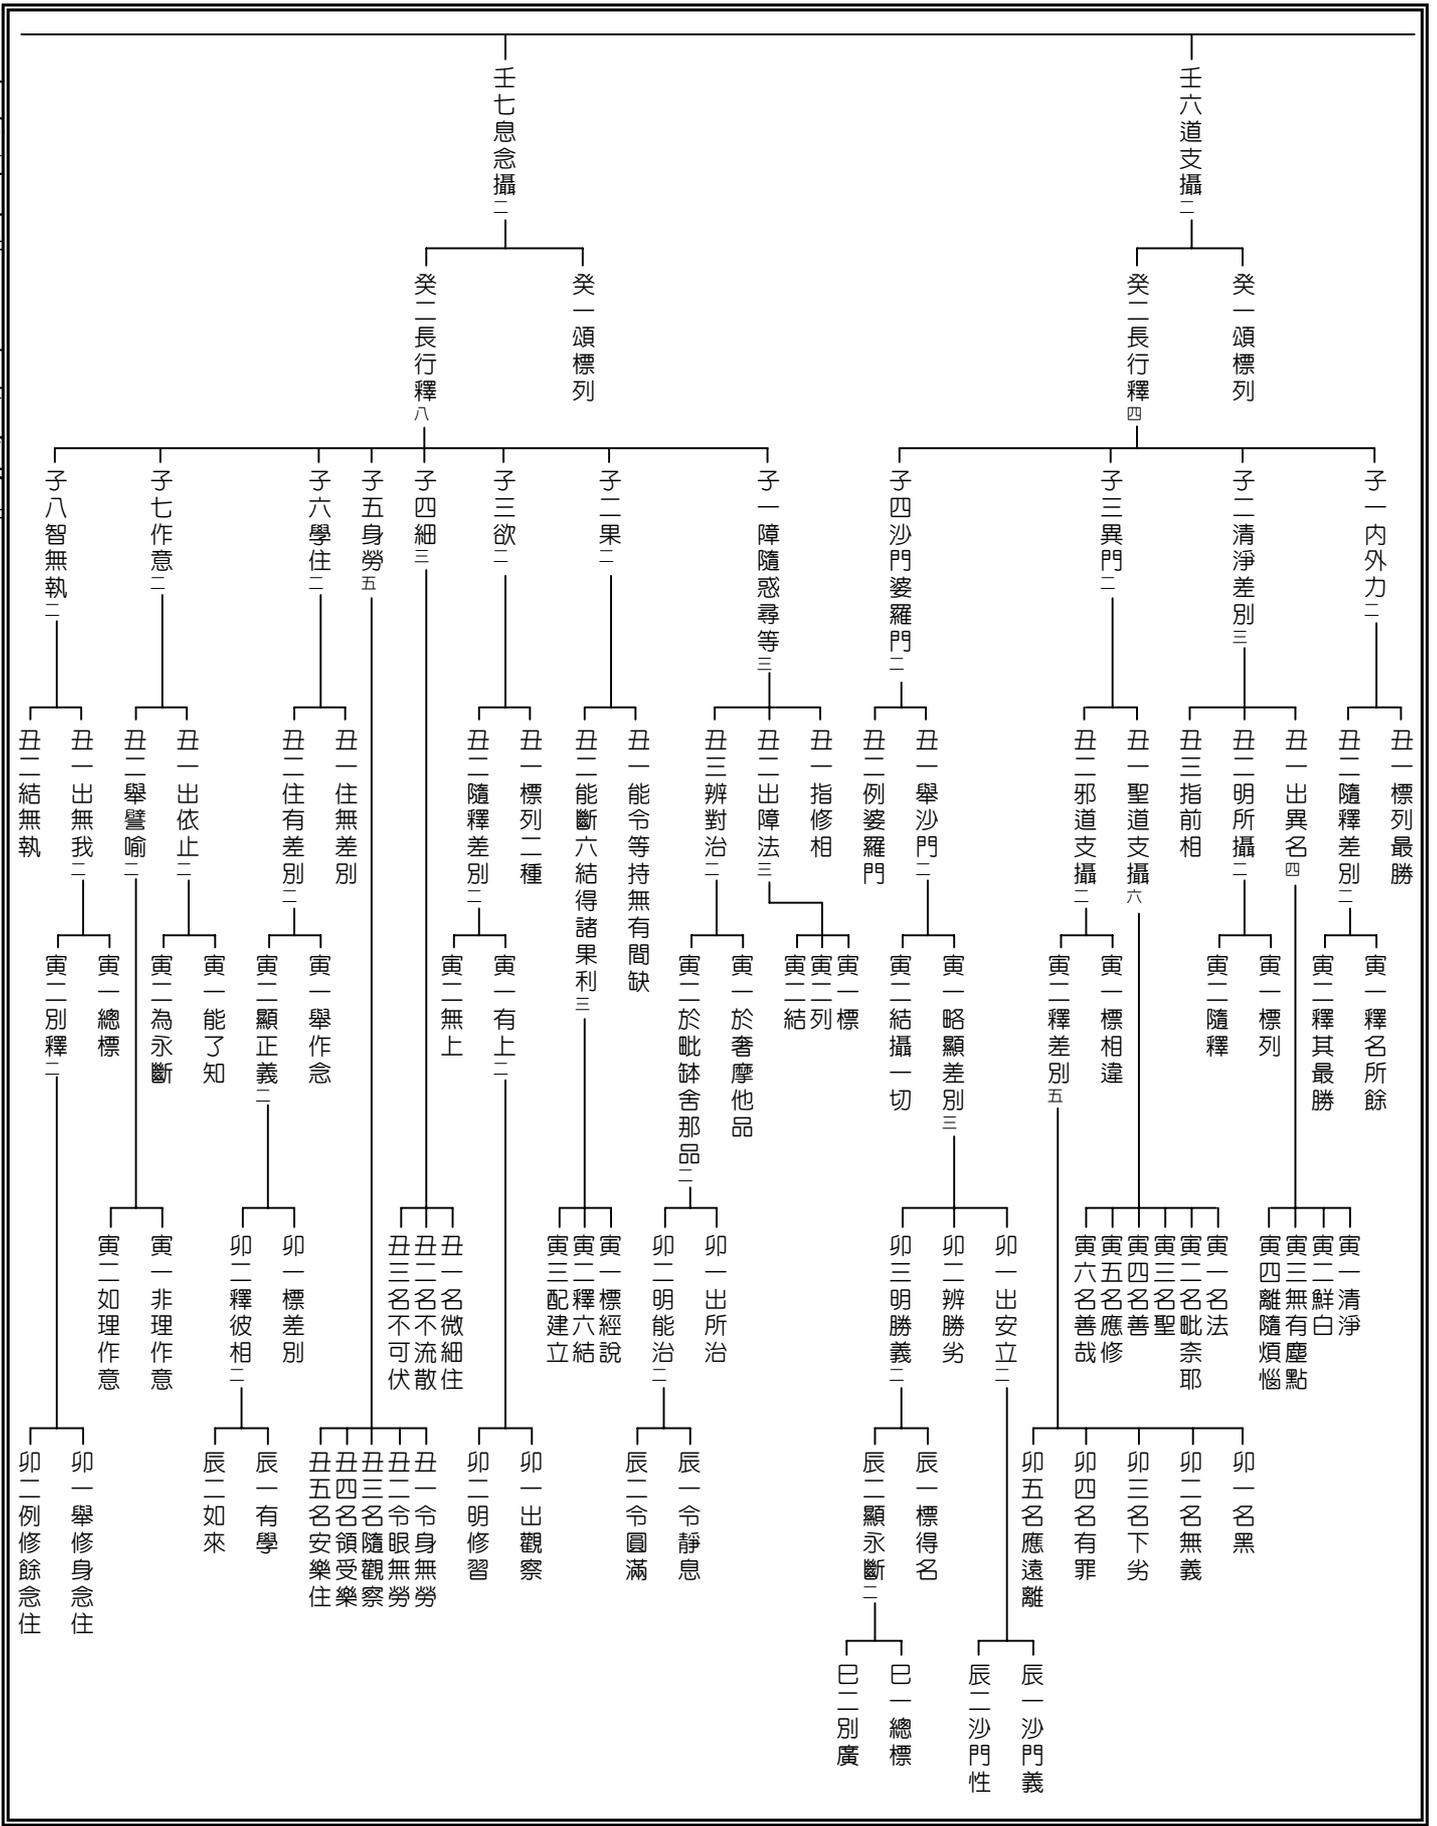 壬六道支攝二
癸一頌標列
癸二長行釋四
子一內外力二
丑一標列最勝
丑二隨釋差別二
寅一釋名所餘
寅二釋其最勝
子二清淨差別三
丑一出異名四
寅一清淨
寅二鮮白
寅三無有塵點
寅四離隨煩惱
丑二明所攝二
寅一標列
寅二隨釋
丑三指前相
子三異門二
丑一聖道支攝六
寅一名法
寅二名毗奈耶
寅三名聖
寅四名善
寅五名應修
寅六名善哉
丑二邪道支攝二
寅一標相違
寅二釋差別五
卯一名黑
卯二名無義
卯三名下劣
卯四名有罪
卯五名應遠離
子四沙門婆羅門二
丑一舉沙門二
寅一略顯差別三
卯一出安立二
辰一沙門義
辰二沙門性
卯二辨勝劣
卯三明勝義二
辰一標得名
辰二顯永斷二
巳一總標
巳二別廣
寅二結攝一切
丑二例婆羅門
壬七息念攝二
癸一頌標列
癸二長行釋八
子一障隨惑尋等三
丑一指修相
丑二出障法三
寅一標
寅二列
寅二結
丑三辨對治二
寅一於奢摩他品
寅二於毗缽舍那品二
卯一出所治
卯二明能治二
辰一令靜息
辰二令圓滿
子二果二
丑一能令等持無有間缺
丑二能斷六結得諸果利三
寅一標經說
寅二釋六結
寅三配建立
子三欲二
丑一標列二種
丑二隨釋差別二
寅一有上二
卯一出觀察
卯二明修習
寅二無上
子四細三
丑一名微細住
丑二名不流散
丑三名不可伏
子五身勞五
丑一令身無勞
丑二令眼無勞
丑三名隨觀察
丑四名領受樂
丑五名安樂住
子六學住二
丑一住無差別
丑二住有差別二
寅一舉作念
寅二顯正義二
卯一標差別
卯二釋彼相二
辰一有學
辰二如來
子七作意二
丑一出依止二
寅一能了知
寅二為永斷
丑二舉譬喻二
寅一非理作意
寅二如理作意
子八智無執二
丑一出無我二
寅一總標
寅二別釋二
卯一舉修身念住
卯二例修餘念住
丑二結無執